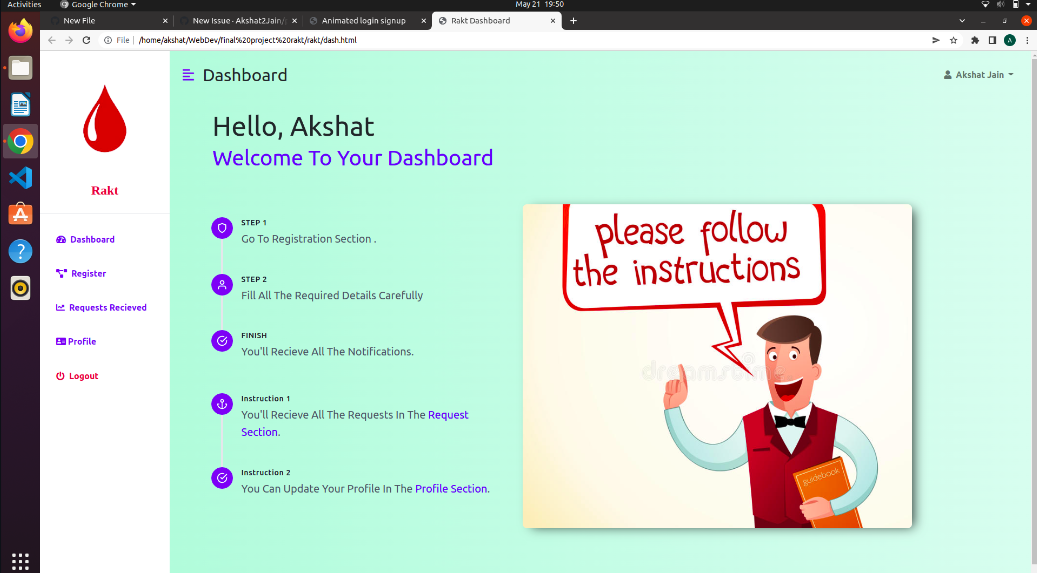 Activities
Google Chrome
May 21 19:50
New File
New Issue · Akshat2Jain/
Animated login signup
Rakt Dashboard
File
/home/akshat/WebDev/final%20project%20rakt/rakt/dash.html
A
Dashboard
Akshat Jain
Rakt
Dashboard
Register
Requests Recieved
Profile
Logout
Hello, Akshat
Welcome To Your Dashboard
STEP 1
Go To Registration Section .
STEP 2
Fill All The Required Details Carefully
FINISH
You'll Recieve All The Notifications.
Instruction 1
You'll Recieve All The Requests In The Request
Section.
Instruction 2
You Can Update Your Profile In The Profile Section.
please follow
the instructions
dreamstime
guidebook